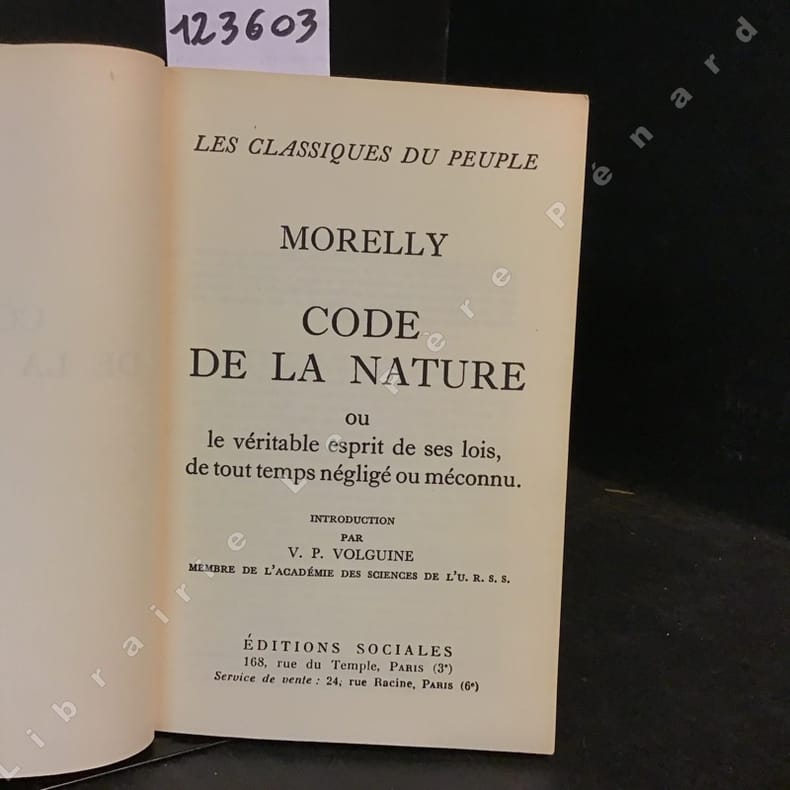 123603
LES CLASSIQUES DU PEUPLE
MORELLY
CODE
DE LA NATURE
ou
le véritable esprit de ses lois,
de tout temps négligé ou méconnu.
INTRODUCTION
PAR
V. P. VOLGUINE
MEMBRE DE L'ACADÉMIE DES SCIENCES DE L'U. R. S. S.
ÉDITIONS SOCIALES
168, rue du Temple, PARIS (3e)
Service de vente : 24, rue Racine, PARIS (6e)
Librairie Le Père Pénard